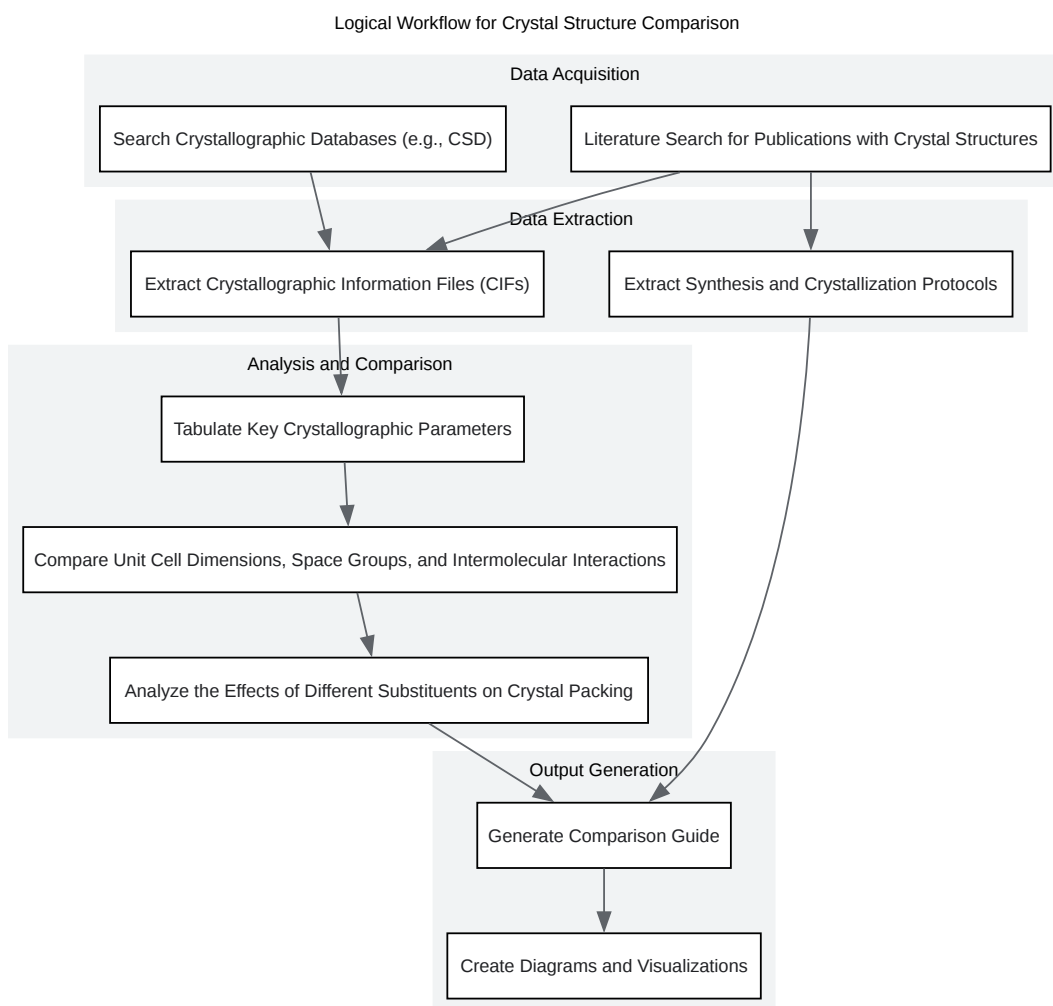 Logical Workflow for Crystal Structure Comparison
Data Acquisition
Search Crystallographic Databases (e.g., CSD)
Literature Search for Publications with Crystal Structures
Data Extraction
Extract Crystallographic Information Files (CIFs)
Extract Synthesis and Crystallization Protocols
Analysis and Comparison
Tabulate Key Crystallographic Parameters
Compare Unit Cell Dimensions, Space Groups, and Intermolecular Interactions
Analyze the Effects of Different Substituents on Crystal Packing
Output Generation
Generate Comparison Guide
Create Diagrams and Visualizations